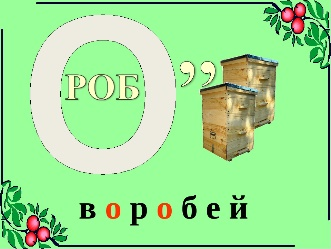 О
РОБ ,,
в о р о б е й